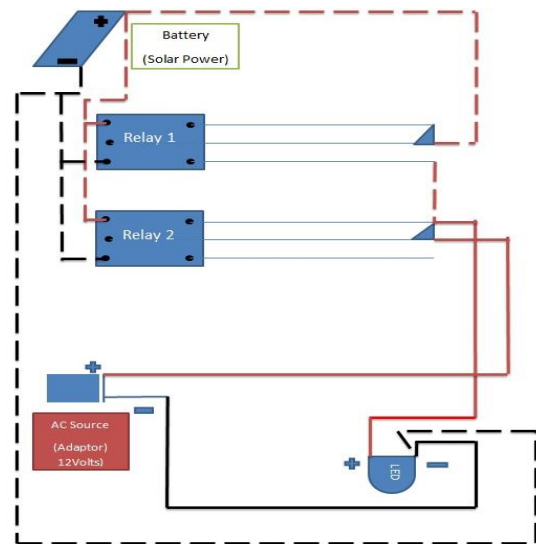 +
Battery
(Solar Power)
Relay 1
Relay 2
+
AC Source
(Adaptor)
12Volts)
+
LED